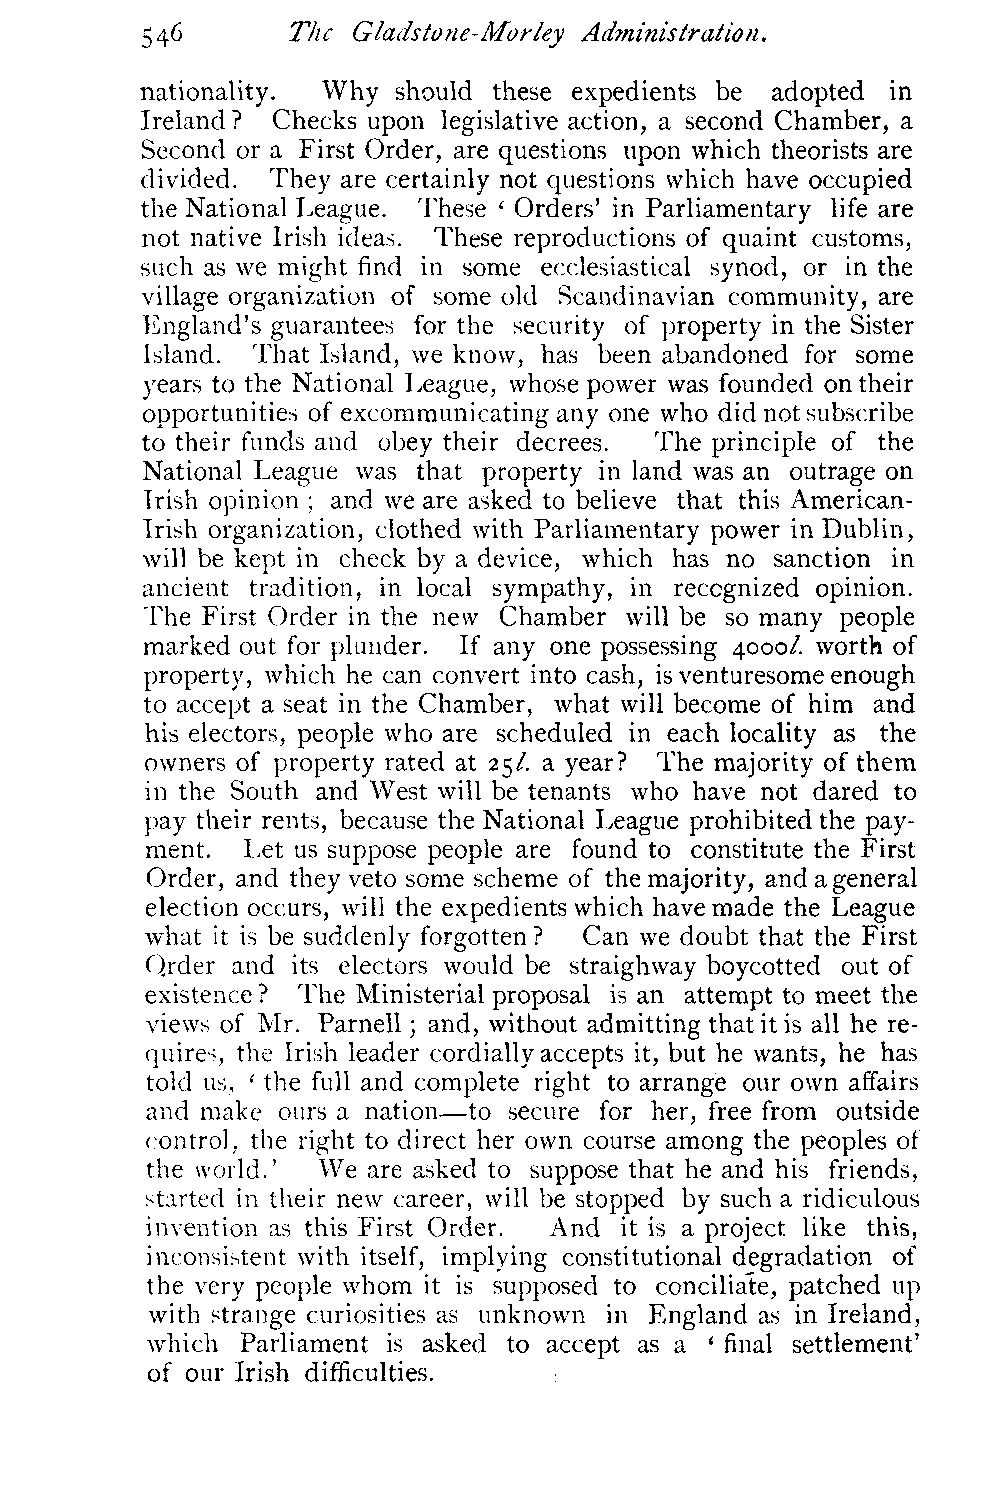 546 The Gladstone-Morley Administration.
nationality. Why should these expedients be adopted in
Ireland? Checks upon legislative action, a second Chamber, a
Second or a First Order, are questions upon which theorists are
divided. They are certainly not questions which have occupied
the National League. These ‘ Orders’ in Parliamentary life are
not native Irish ideas. These reproductions of quaint customs,
such as we might find in some ecclesiastical synod, or in the
village organization of some old Scandinavian community, are
England's guarantees for the security of property in the Sister
Island. That Island, we know, has been abandoned for some
years to the National League, whose power was founded on their
opportunities of excommunicating any one who did not subscribe
to their funds and obey their decrees. The principle of the
National League was that property in land was an outrage on
Irish opinion ; and we are asked to believe that this American-
Irish organization, clothed with Parliamentary power in Dublin,
will be kept in check by a device, which has no sanction in
ancient tradition, in local sympathy, in recognized opinion.
The First Order in the new Chamber will be so many people
marked out for plunder. If any one possessing 4000l. worth of
property, which he can convert into cash, is venturesome enough
to accept a seat in the Chamber, what will become of him and
his electors, people who are scheduled in each locality as the
owners of property rated at 25l. a year? The majority of them
in the South and West will be tenants who have not dared to
pay their rents, because the National League prohibited the pay-
ment. Let us suppose people are found to constitute the First
Order, and they veto some scheme of the majority, and a general
election occurs, will the expedients which have made the League
what it is be suddenly forgotten? Can we doubt that the First
Order and its electors would be straighway boycotted out of
existence? The Ministerial proposal is an attempt to meet the
views of Mr. Parnell ; and, without admitting that it is all he re-
quires, the Irish leader cordially accepts it, but he wants, he has
told us, ‘ the full and complete right to arrange our own affairs
and make ours a nation—to secure for her, free from outside
control, the right to direct her own course among the peoples of
the world.’ We are asked to suppose that he and his friends,
started in their new career, will be stopped by such a ridiculous
invention as this First Order. And it is a project like this,
inconsistent with itself, implying constitutional degradation of
the very people whom it is supposed to conciliate, patched up
with strange curiosities as unknown in England as in Ireland,
which Parliament is asked to accept as a ‘ final settlement’
of our Irish difficulties.